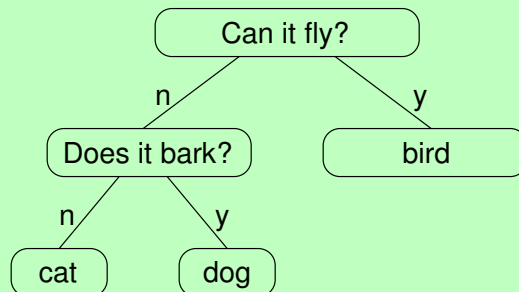 Can it fly?
n
y
Does it bark?
bird
n
y
cat
dog